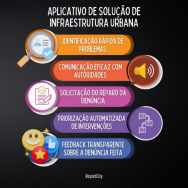 APLICATIVO DE SOLUÇÃO DE
INFRAESTRUTURA URBANA
IDENTIFICAÇÃO RÁPIDA DE
PROBLEMAS
COMUNICAÇÃO EFICAZ COM
AUTORIDADES
SOLICITAÇÃO DO REPARO DA
DENÚNCIA
PRIORIZAÇÃO AUTOMATIZADA
DE INTERVENÇÕES
FEEDBACK TRANSPARENTE
SOBRE A DENÚNCIA FEITA
ReportCity